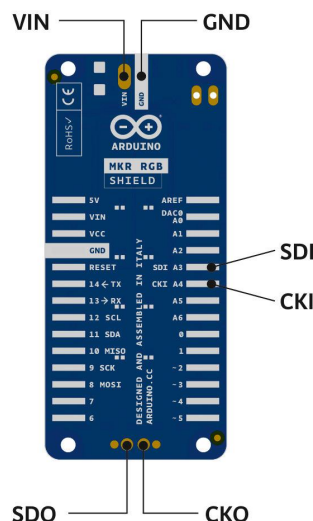 VIN
GND
CE
RoHS✓
VIN
GND
ARDUINO
MKR RGB
SHIELD
5V
VIN
VCC
GND
RESET
14←TX
13→RX
12 SCL
11 SDA
10 MISO
9 SCK
8 MOSI
7
6
AREF
DAC0
A0
A1
A2
SDI A3
CKI A4
A5
A6
0
1
~2
~3
~4
~5
DESIGNED AND ASSEMBLED IN ITALY
ARDUINO.CC
SDI
CKI
SDO
CKO